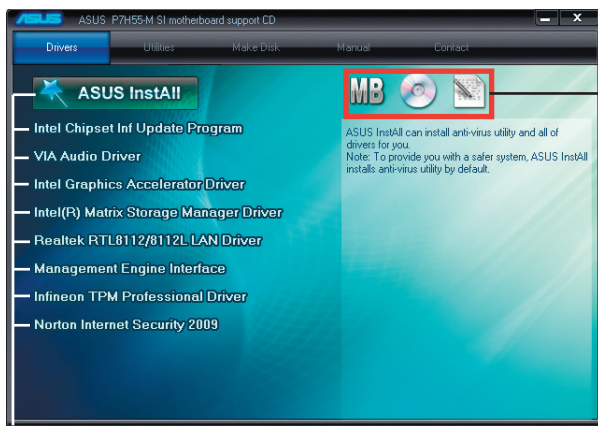 ASUS ASUS P7H55-M SI motherboard support CD
Drivers Utilities Make Disk Manual Contact
ASUS InstAll
MB
Intel Chipset Inf Update Program
VIA Audio Driver
Intel Graphics Accelerator Driver
Intel(R) Matrix Storage Manager Driver
Realtek RTL8112/8112L LAN Driver
Management Engine Interface
Infineon TPM Professional Driver
Norton Internet Security 2009
ASUS InstAll can install anti-virus utility and all of
drivers for you.
Note: To provide you with a safer system, ASUS InstAll
installs anti-virus utility by default.